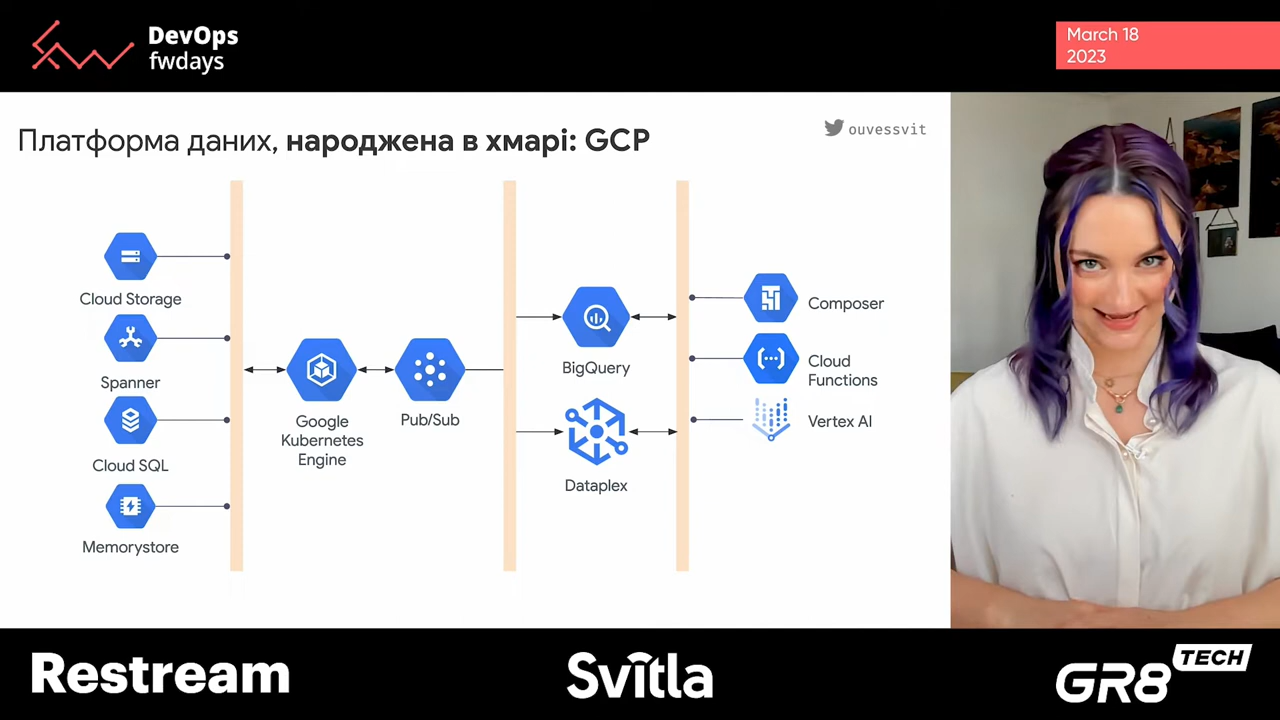 DevOps
fwdays
March 18
2023
Платформа даних, народжена в хмарі: GCP
ouvessvit
Cloud Storage
Spanner
Cloud SQL
Memorystore
Google
Kubernetes
Engine
Pub/Sub
BigQuery
Dataplex
Composer
Cloud
Functions
Vertex AI
Restream
Svitla
GR8
TECH